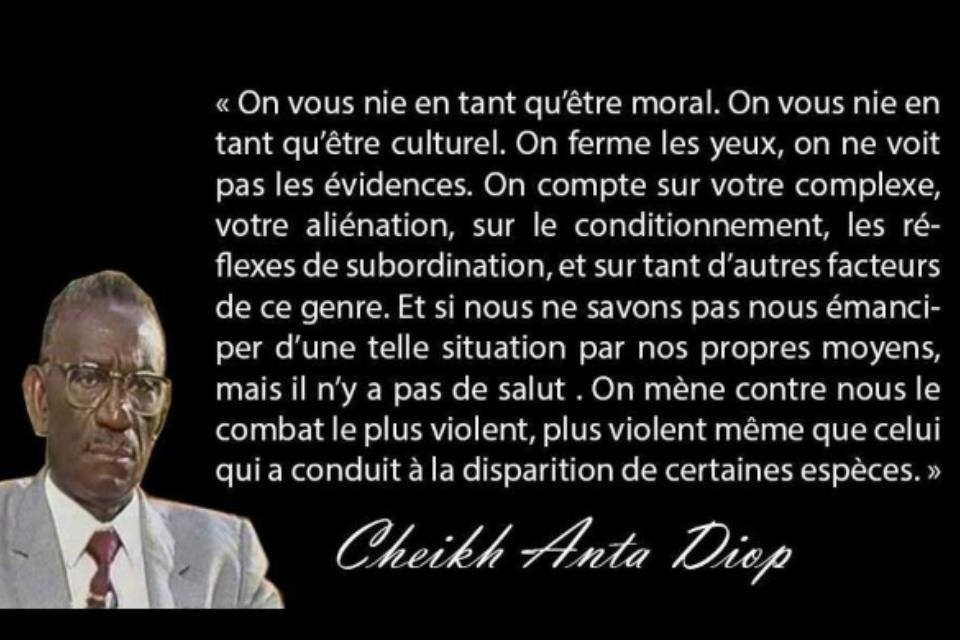 « On vous nie en tant qu'être moral. On vous nie en
tant qu'être culturel. On ferme les yeux, on ne voit
pas les évidences. On compte sur votre complexe,
votre aliénation, sur le conditionnement, les ré-
flexes de subordination, et sur tant d'autres facteurs
de ce genre. Et si nous ne savons pas nous émanci-
per d'une telle situation par nos propres moyens,
mais il n'y a pas de salut . On mène contre nous le
combat le plus violent, plus violent même que celui
qui a conduit à la disparition de certaines espèces. »
Cheikh Anta Diop